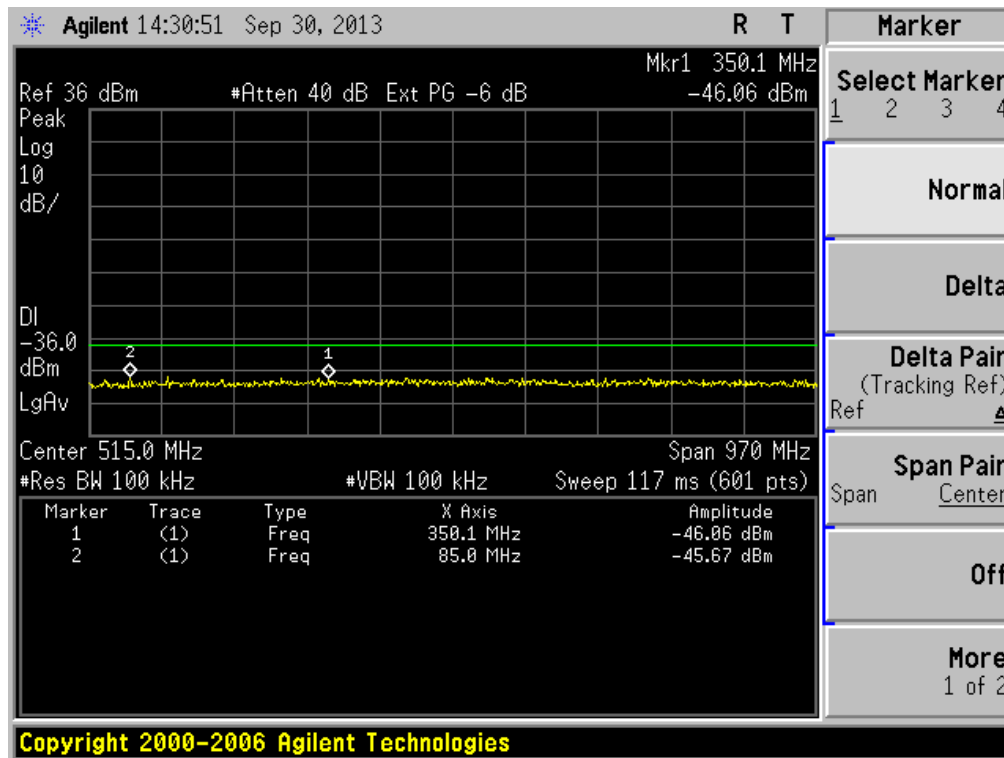 Agilent 14:30:51 Sep 30, 2013 R T
Mkr1 350.1 MHz
Ref 36 dBm #Atten 40 dB Ext PG -6 dB -46.06 dBm
Peak
Log
10
dB/
DI
-36.0
dBm
LgAv
2
1
Center 515.0 MHz Span 970 MHz
#Res BW 100 kHz #VBW 100 kHz Sweep 117 ms (601 pts)
Marker Trace Type X Axis Amplitude
1 (1) Freq 350.1 MHz -46.06 dBm
2 (1) Freq 85.0 MHz -45.67 dBm
Marker
Select Marker
1 2 3 4
Normal
Delta
Delta Pair
(Tracking Ref)
Ref Δ
Span Pair
Span Center
Off
More
1 of 2
Copyright 2000-2006 Agilent Technologies